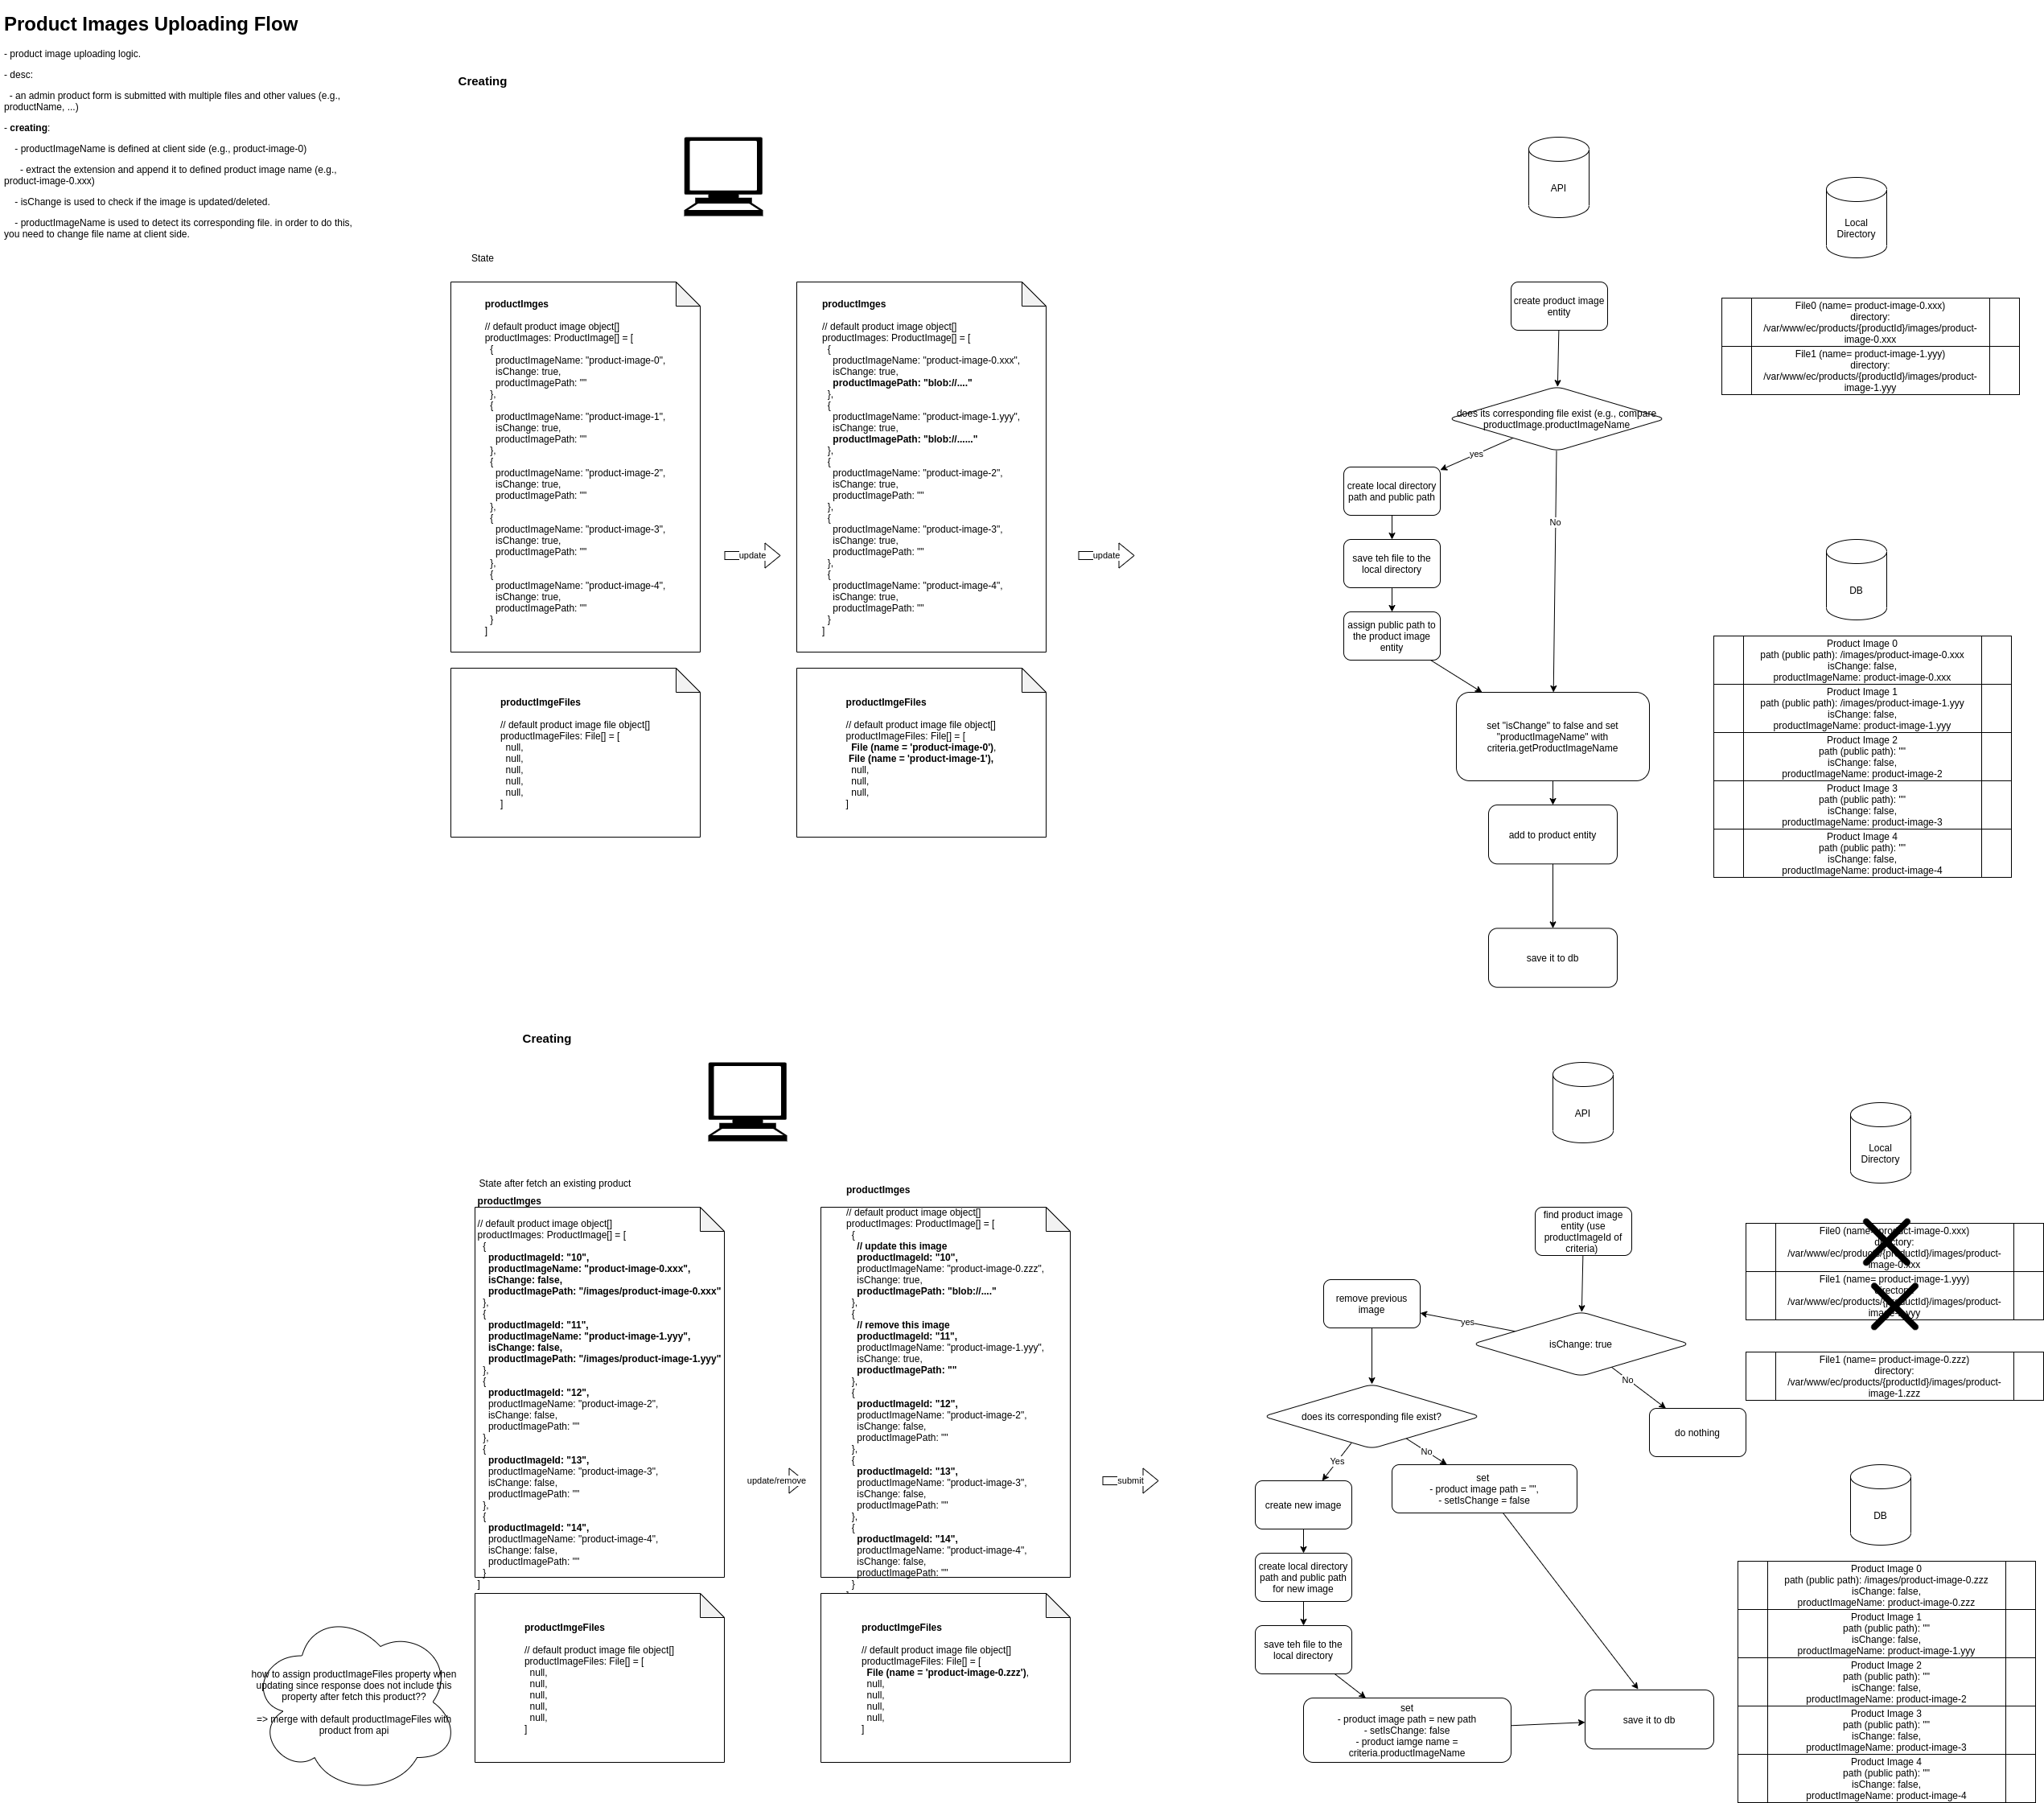 Product Images Uploading Flow
- product image uploading logic.
- desc:
- an admin product form is submitted with multiple files and other values (e.g.,
productName, ...)
- creating:
- productImageName is defined at client side (e.g., product-image-0)
- extract the extension and append it to defined product image name (e.g.,
product-image-0.xxx)
- isChange is used to check if the image is updated/deleted.
- productImageName is used to detect its corresponding file. in order to do this,
you need to change file name at client side.
Creating
State
productImges
// default product image object[]
productImages: ProductImage[] = [
{
productImageName: "product-image-0",
isChange: true,
productImagePath: ""
},
{
productImageName: "product-image-1",
isChange: true,
productImagePath: ""
},
{
productImageName: "product-image-2",
isChange: true,
productImagePath: ""
},
{
productImageName: "product-image-3",
isChange: true,
productImagePath: ""
},
{
productImageName: "product-image-4",
isChange: true,
productImagePath: ""
}
]
update
productImges
// default product image object[]
productImages: ProductImage[] = [
{
productImageName: "product-image-0.xxx",
isChange: true,
productImagePath: "blob://...."
},
{
productImageName: "product-image-1.yyy",
isChange: true,
productImagePath: "blob://......"
},
{
productImageName: "product-image-2",
isChange: true,
productImagePath: ""
},
{
productImageName: "product-image-3",
isChange: true,
productImagePath: ""
},
{
productImageName: "product-image-4",
isChange: true,
productImagePath: ""
}
]
update
productImgeFiles
// default product image file object[]
productImageFiles: File[] = [
null,
null,
null,
null,
null,
]
productImgeFiles
// default product image file object[]
productImageFiles: File[] = [
File (name = 'product-image-0'),
File (name = 'product-image-1'),
null,
null,
null,
]
API
create product image
entity
does its corresponding file exist (e.g., compare
productImage.productImageName
yes
No
create local directory
path and public path
save teh file to the
local directory
assign public path to
the product image
entity
set "isChange" to false and set
"productImageName" with
criteria.getProductImageName
add to product entity
save it to db
Local
Directory
File0 (name= product-image-0.xxx)
directory:
/var/www/ec/products/{productId}/images/product-
image-0.xxx
File1 (name= product-image-1.yyy)
directory:
/var/www/ec/products/{productId}/images/product-
image-1.yyy
DB
Product Image 0
path (public path): /images/product-image-0.xxx
isChange: false,
productImageName: product-image-0.xxx
Product Image 1
path (public path): /images/product-image-1.yyy
isChange: false,
productImageName: product-image-1.yyy
Product Image 2
path (public path): ""
isChange: false,
productImageName: product-image-2
Product Image 3
path (public path): ""
isChange: false,
productImageName: product-image-3
Product Image 4
path (public path): ""
isChange: false,
productImageName: product-image-4
Creating
State after fetch an existing product
productImges
// default product image object[]
productImages: ProductImage[] = [
{
productImageId: "10",
productImageName: "product-image-0.xxx",
isChange: false,
productImagePath: "/images/product-image-0.xxx"
},
{
productImageId: "11",
productImageName: "product-image-1.yyy",
isChange: false,
productImagePath: "/images/product-image-1.yyy"
},
{
productImageId: "12",
productImageName: "product-image-2",
isChange: false,
productImagePath: ""
},
{
productImageId: "13",
productImageName: "product-image-3",
isChange: false,
productImagePath: ""
},
{
productImageId: "14",
productImageName: "product-image-4",
isChange: false,
productImagePath: ""
}
]
update/remove
productImges
// default product image object[]
productImages: ProductImage[] = [
{
// update this image
productImageId: "10",
productImageName: "product-image-0.zzz",
isChange: true,
productImagePath: "blob://...."
},
{
// remove this image
productImageId: "11",
productImageName: "product-image-1.yyy",
isChange: true,
productImagePath: ""
},
{
productImageId: "12",
productImageName: "product-image-2",
isChange: false,
productImagePath: ""
},
{
productImageId: "13",
productImageName: "product-image-3",
isChange: false,
productImagePath: ""
},
{
productImageId: "14",
productImageName: "product-image-4",
isChange: false,
productImagePath: ""
}
submit
how to assign productImageFiles property when
updating since response does not include this
property after fetch this product??
=> merge with default productImageFiles with
product from api
productImgeFiles
// default product image file object[]
productImageFiles: File[] = [
null,
null,
null,
null,
null,
]
productImgeFiles
// default product image file object[]
productImageFiles: File[] = [
File (name = 'product-image-0.zzz'),
null,
null,
null,
null,
]
API
find product image
entity (use
productImageId of
criteria)
isChange: true
yes
No
do nothing
remove previous
image
does its corresponding file exist?
Yes
No
set
- product image path = "",
- setIsChange = false
create new image
create local directory
path and public path
for new image
save teh file to the
local directory
set
- product image path = new path
- setIsChange: false
- product iamge name =
criteria.productImageName
save it to db
Local
Directory
File0 (name= product-image-0.xxx)
directory:
/var/www/ec/products/{productId}/images/product-
image-0.xxx
File1 (name= product-image-1.yyy)
/var/www/ec/products/{productId}/images/product-
File1 (name= product-image-0.zzz)
directory:
/var/www/ec/products/{productId}/images/product-
image-1.zzz
DB
Product Image 0
path (public path): /images/product-image-0.zzz
isChange: false,
productImageName: product-image-0.zzz
Product Image 1
path (public path): ""
isChange: false,
productImageName: product-image-1.yyy
Product Image 2
path (public path): ""
isChange: false,
productImageName: product-image-2
Product Image 3
path (public path): ""
isChange: false,
productImageName: product-image-3
Product Image 4
path (public path): ""
isChange: false,
productImageName: product-image-4